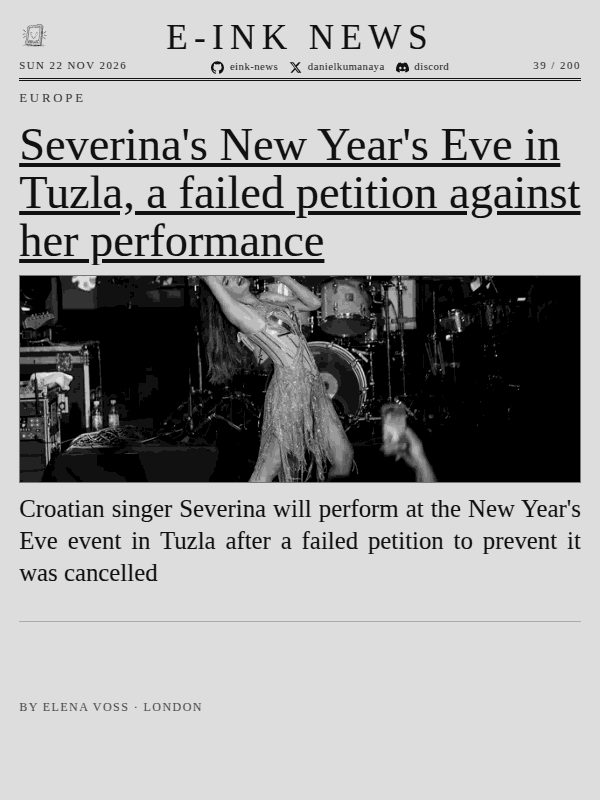 E-INK NEWS
SUN 22 NOV 2026
eink-news danielkumanaya discord
39 / 200
EUROPE
Severina's New Year's Eve in
Tuzla, a failed petition against
her performance
Croatian singer Severina will perform at the New Year's
Eve event in Tuzla after a failed petition to prevent it
was cancelled
BY ELENA VOSS · LONDON